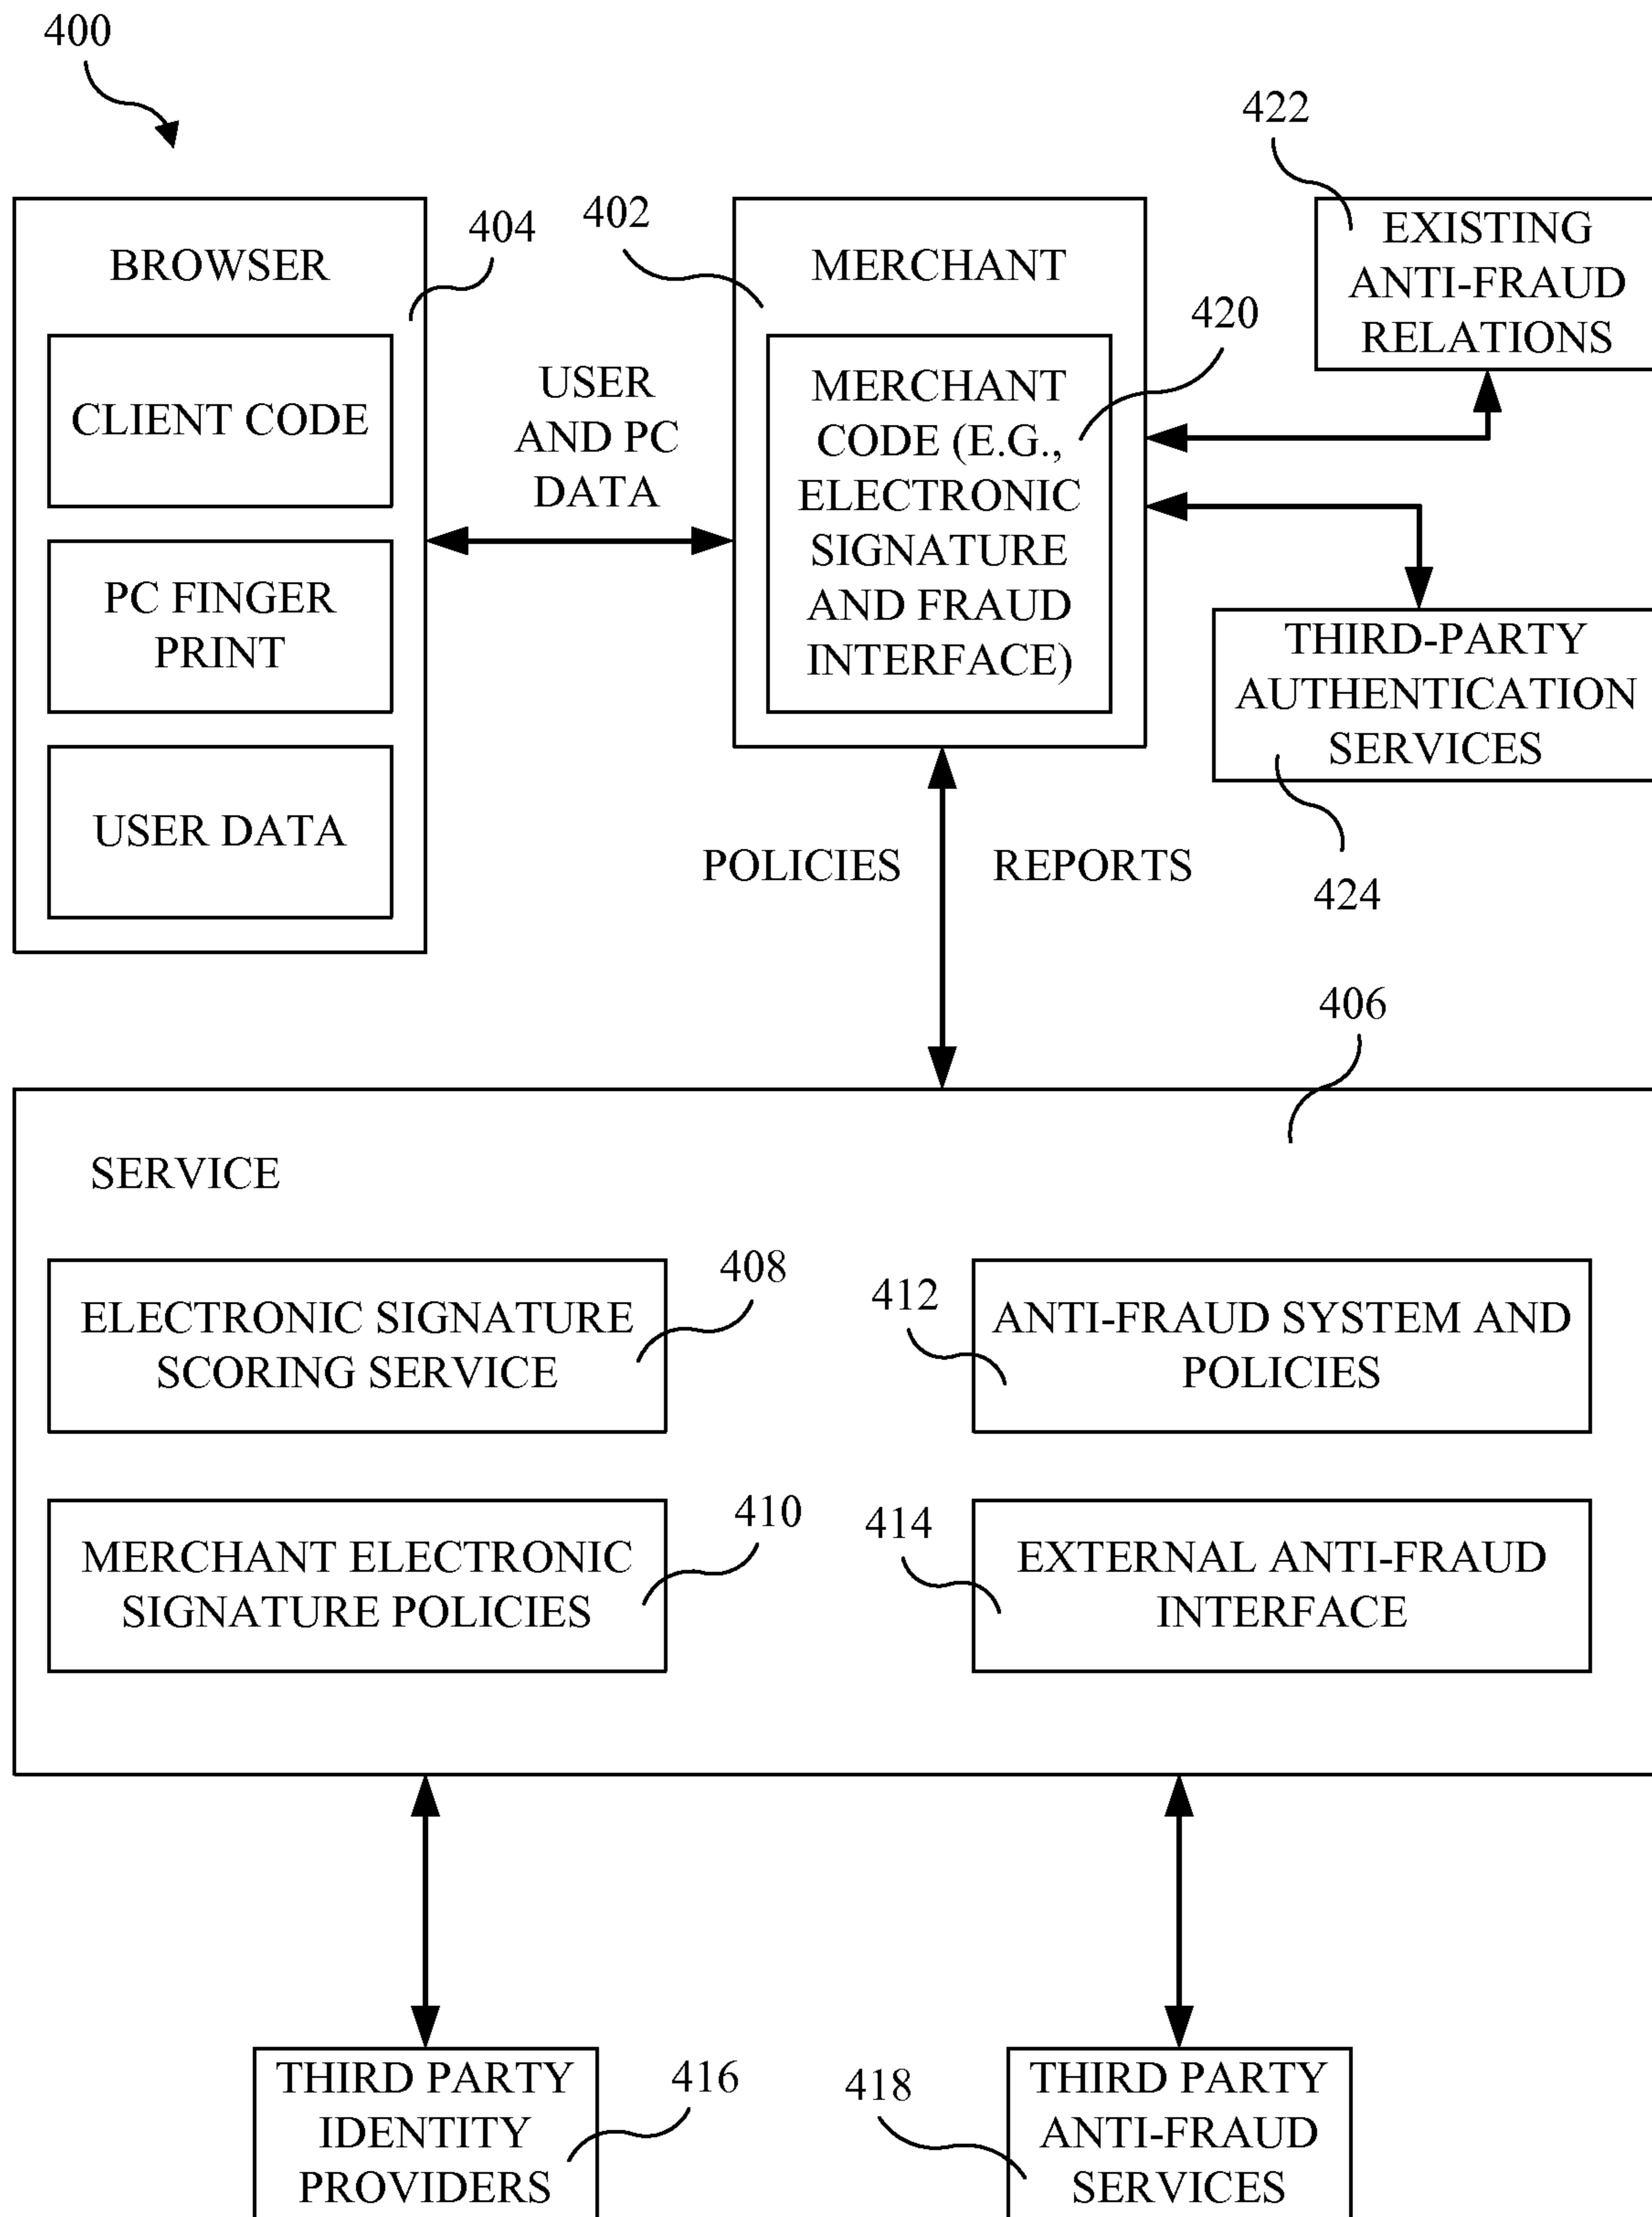 400
422
BROWSER
404
402
MERCHANT
EXISTING
ANTI-FRAUD
RELATIONS
CLIENT CODE
USER
AND PC
DATA
420
MERCHANT
CODE (E.G.,
ELECTRONIC
SIGNATURE
AND FRAUD
INTERFACE)
PC FINGER
PRINT
THIRD-PARTY
AUTHENTICATION
SERVICES
USER DATA
POLICIES
REPORTS
424
406
SERVICE
ELECTRONIC SIGNATURE
SCORING SERVICE
408
412
ANTI-FRAUD SYSTEM AND
POLICIES
MERCHANT ELECTRONIC
SIGNATURE POLICIES
410
414
EXTERNAL ANTI-FRAUD
INTERFACE
THIRD PARTY
IDENTITY
PROVIDERS
416
418
THIRD PARTY
ANTI-FRAUD
SERVICES